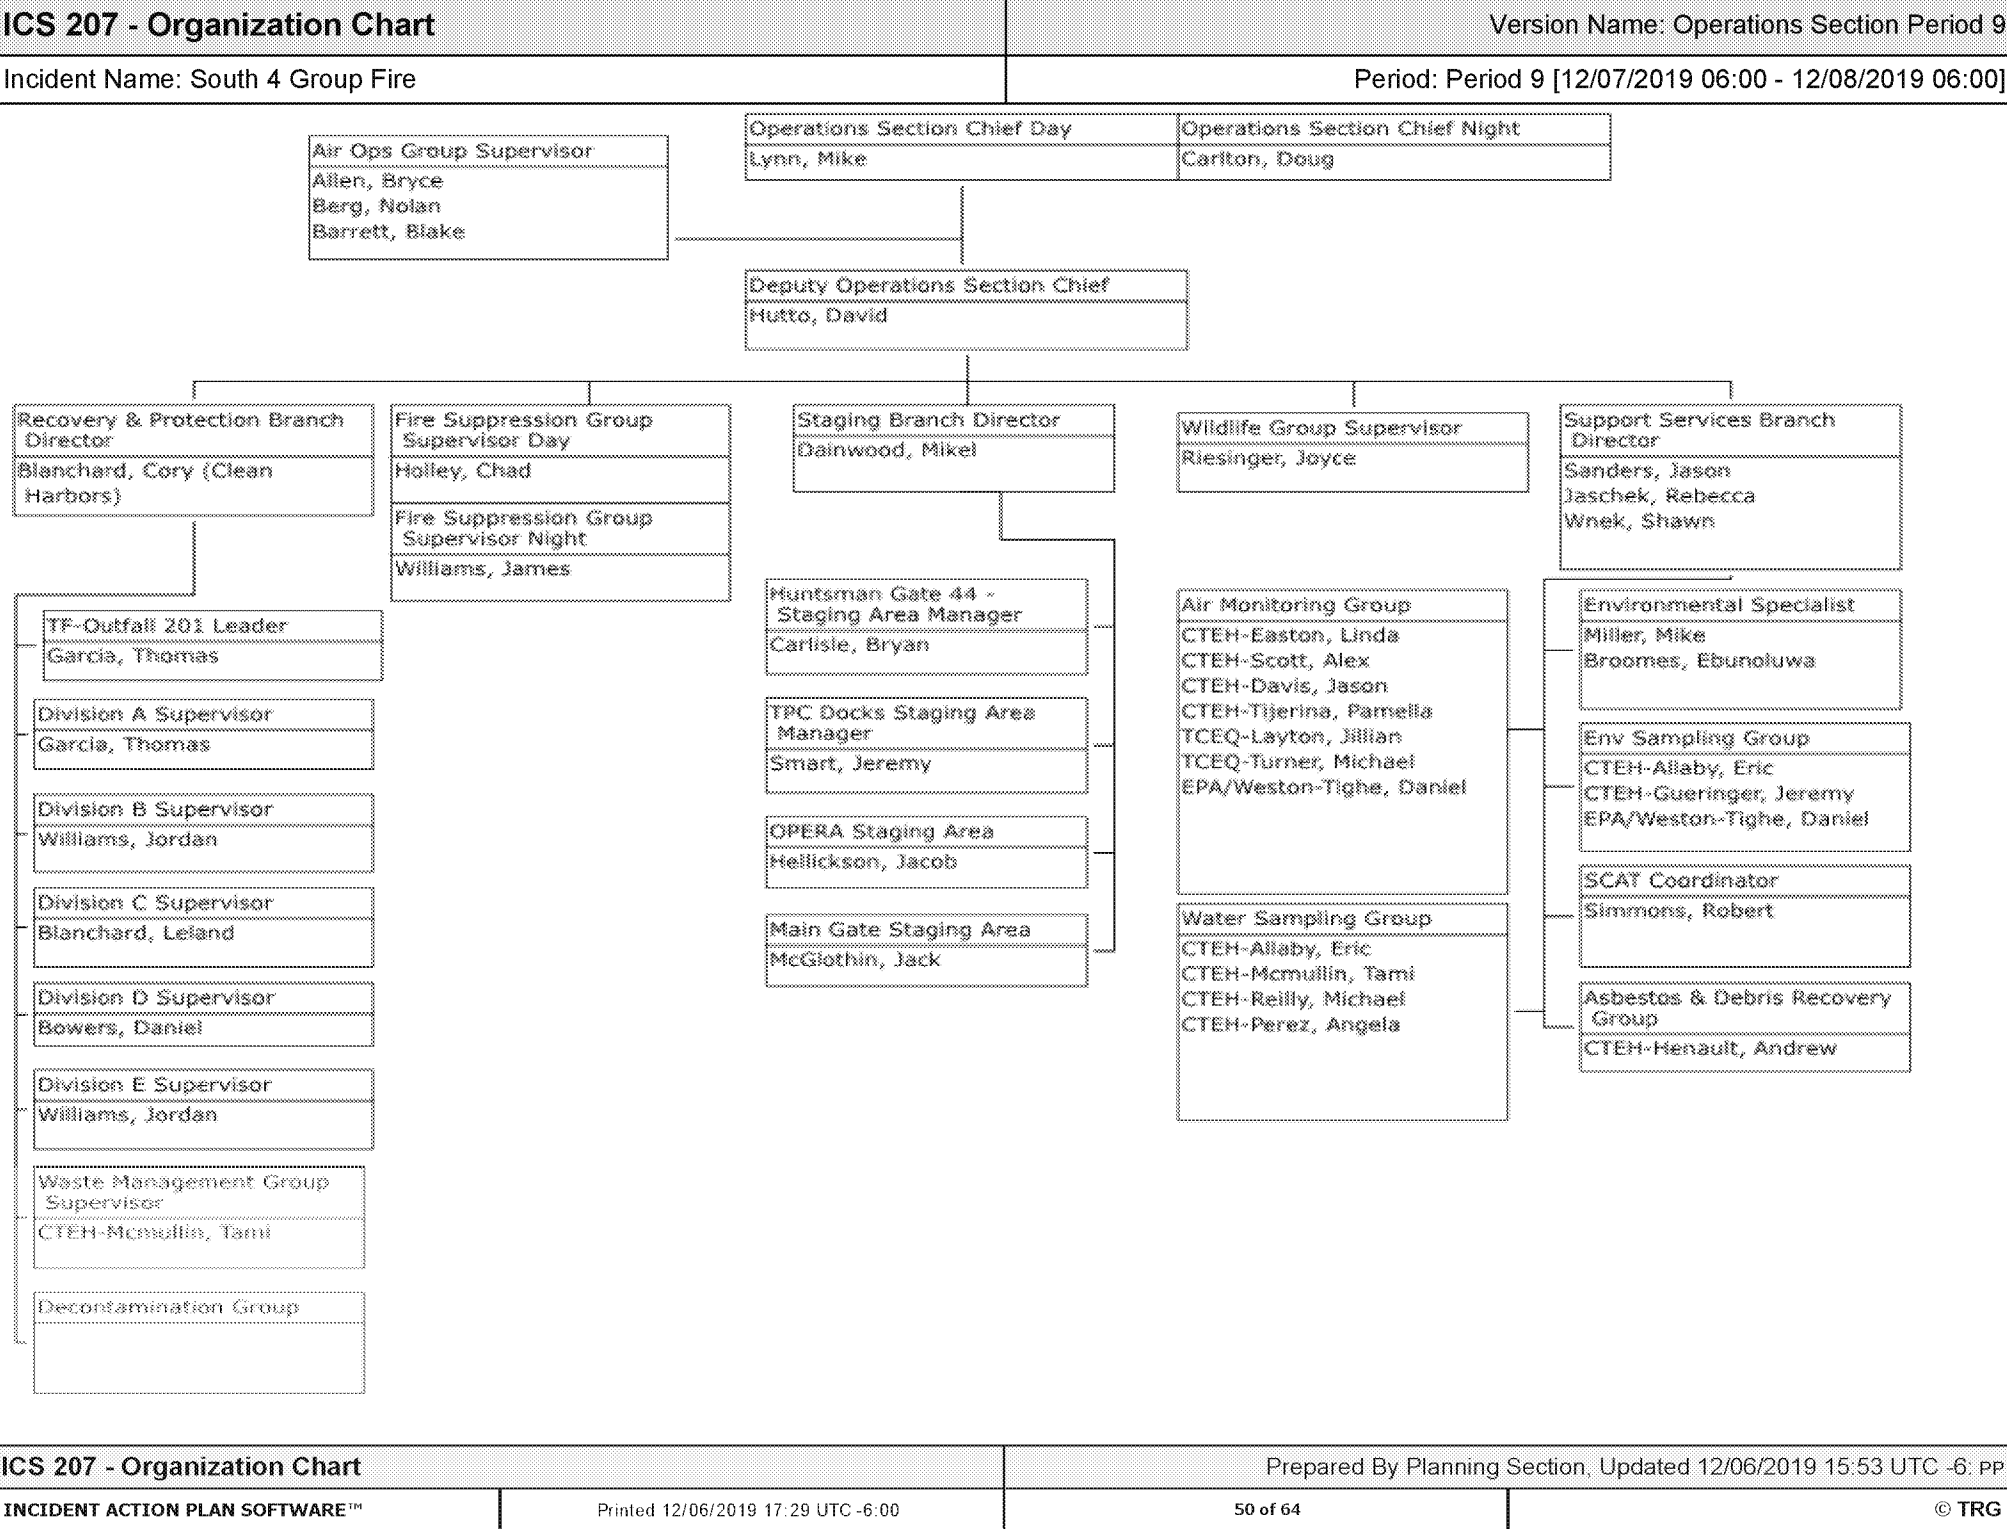 ICS 207 - Organization Chart
Version Name: Operations Section Period 9
Incident Name: South 4 Group Fire
Period: Period 9 [12/07/2019 06:00 - 12/08/2019 06:00]
Operations Section Chief Day
Lynn, Mike
Operations Section Chief Night
Carlton, Doug
Air Ops Group Supervisor
Allen, Bryce
Berg, Nolan
Barrett, Blake
Deputy Operations Section Chief
Hutto, David
Recovery & Protection Branch
Director
Blanchard, Cory (Clean
Harbors)
Fire Suppression Group
Supervisor Day
Holley, Chad
Fire Suppression Group
Supervisor Night
Williams, James
Staging Branch Director
Dainwood, Mikel
Wildlife Group Supervisor
Riesinger, Joyce
Support Services Branch
Director
Sanders, Jason
Jaschek, Rebecca
Wnek, Shawn
TF-Outfall 201 Leader
Garcia, Thomas
Division A Supervisor
Garcia, Thomas
Division B Supervisor
Williams, Jordan
Division C Supervisor
Blanchard, Leland
Division D Supervisor
Bowers, Daniel
Division E Supervisor
Williams, Jordan
Waste Management Group
Supervisor
CTEH-Mcmullin, Tami
Decontamination Group
Huntsman Gate 44 -
Staging Area Manager
Carlisle, Bryan
TPC Docks Staging Area
Manager
Smart, Jeremy
OPERA Staging Area
Hellickson, Jacob
Main Gate Staging Area
McGlothin, Jack
Air Monitoring Group
CTEH-Easton, Linda
CTEH-Scott, Alex
CTEH-Davis, Jason
CTEH-Tijerina, Pamella
TCEQ-Layton, Jillian
TCEQ-Turner, Michael
EPA/Weston-Tighe, Daniel
Water Sampling Group
CTEH-Allaby, Eric
CTEH-Mcmullin, Tami
CTEH-Reilly, Michael
CTEH-Perez, Angela
Environmental Specialist
Miller, Mike
Broomes, Ebunoluwa
Env Sampling Group
CTEH-Allaby, Eric
CTEH-Gueringer, Jeremy
EPA/Weston-Tighe, Daniel
SCAT Coordinator
Simmons, Robert
Asbestos & Debris Recovery
Group
CTEH-Henault, Andrew
ICS 207 - Organization Chart
Prepared By Planning Section, Updated 12/06/2019 15:53 UTC -6: PP
INCIDENT ACTION PLAN SOFTWARE™
Printed 12/06/2019 17:29 UTC -6:00
50 of 64
© TRG